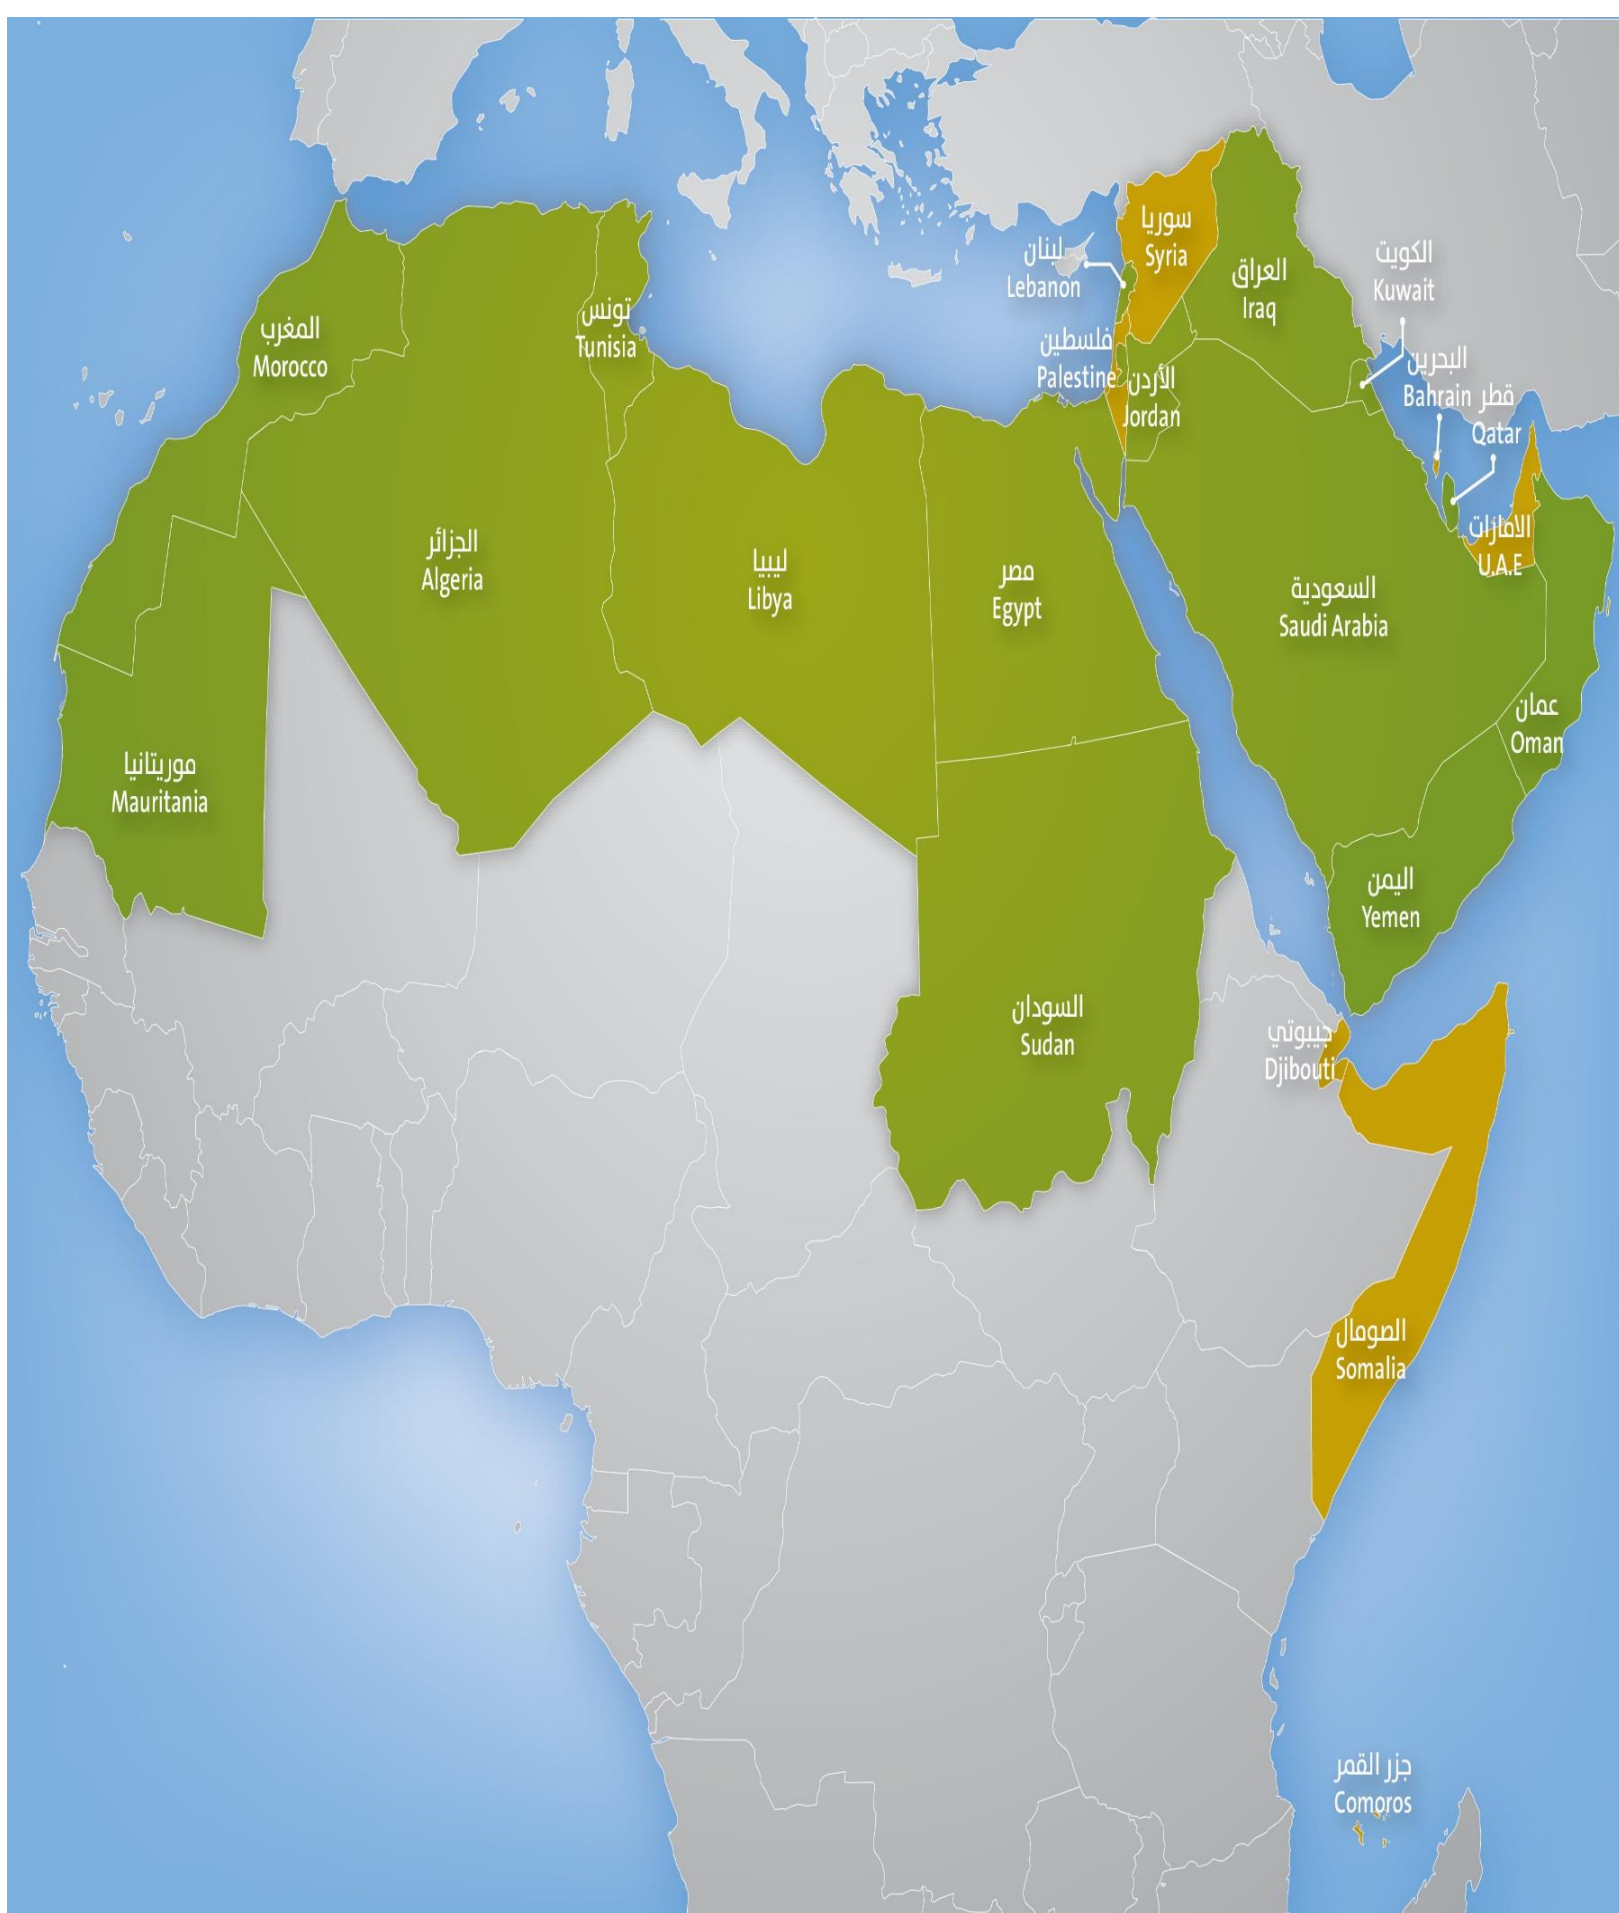 سوريا
Syria
لبنان
Lebanon
العراق
Iraq
الكويت
Kuwait
تونس
Tunisia
المغرب
Morocco
فلسطين
Palestine
الأردن
Jordan
البحرين
Bahrain
قطر
Qatar
الجزائر
Algeria
ليبيا
Libya
مصر
Egypt
السعودية
Saudi Arabia
الامارات
U.A.E
عمان
Oman
موريتانيا
Mauritania
اليمن
Yemen
السودان
Sudan
جيبوتي
Djibouti
الصومال
Somalia
جزر القمر
Comoros